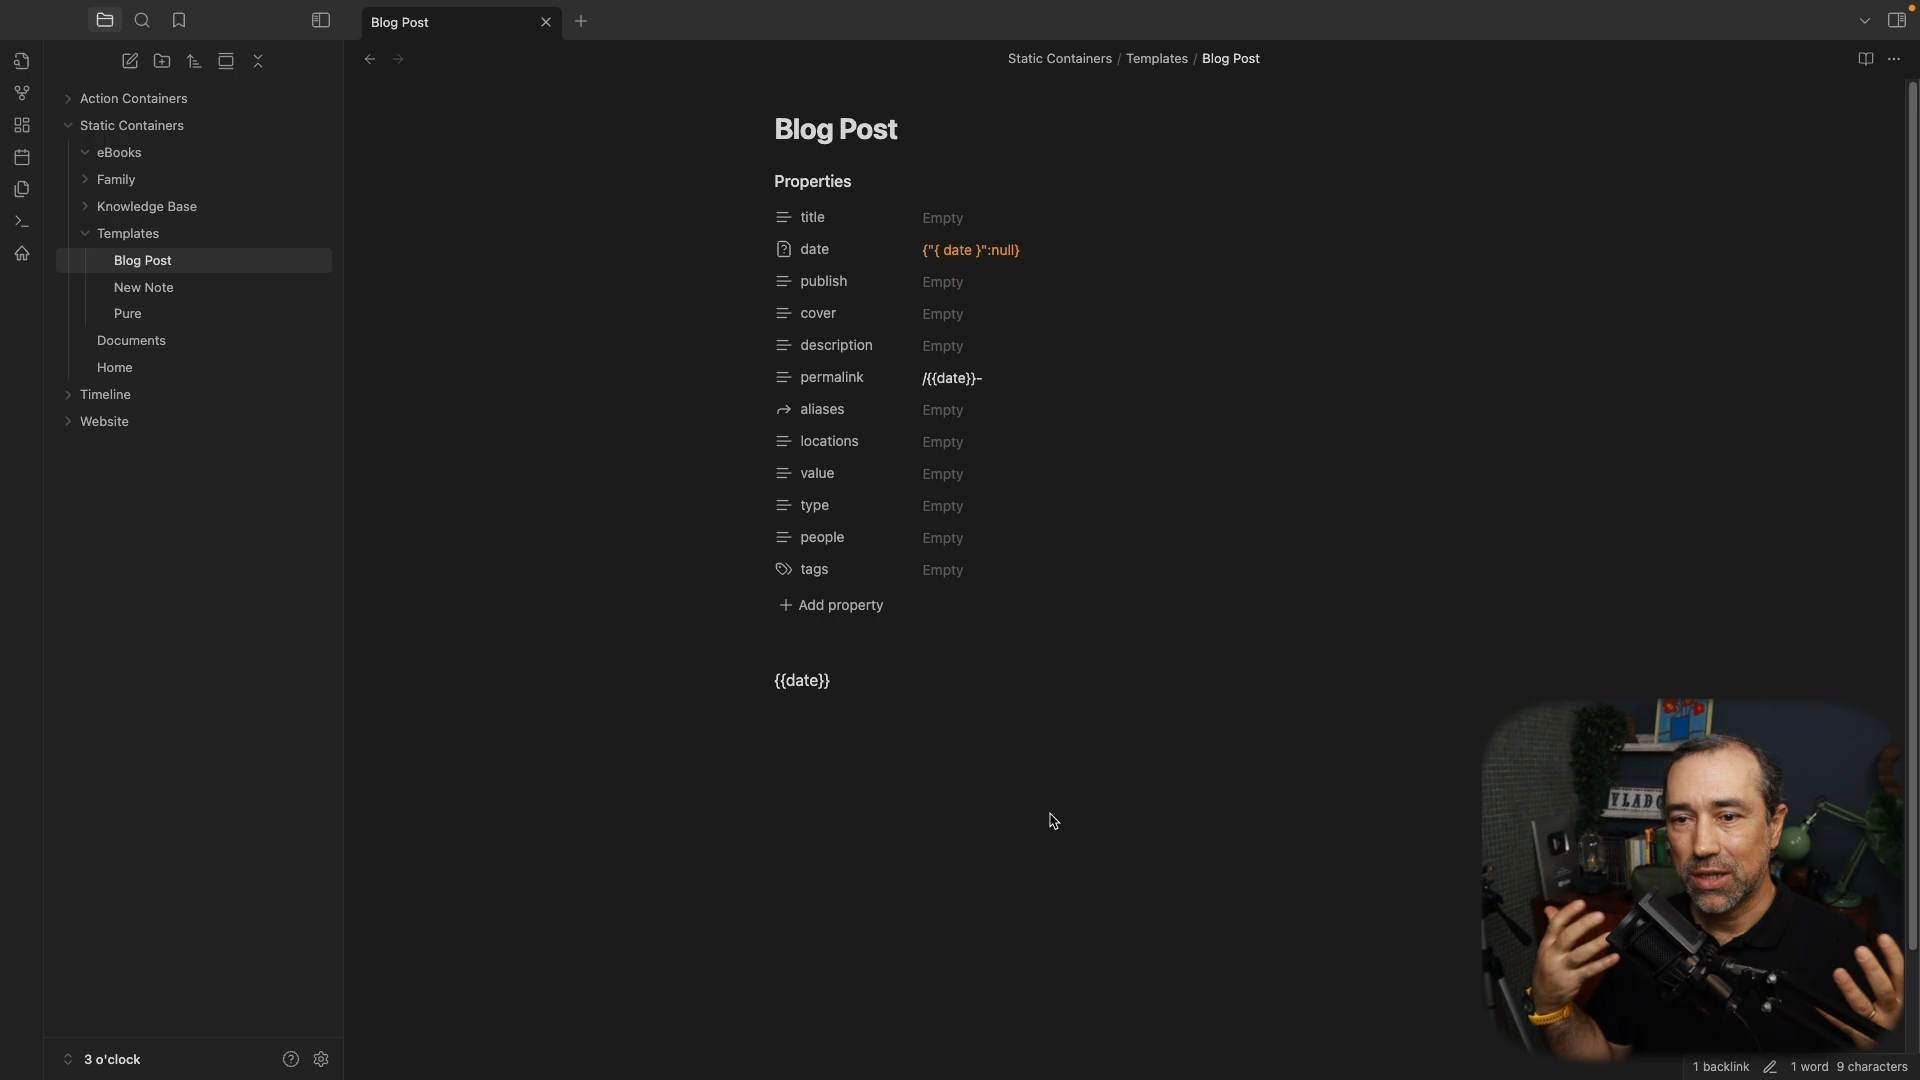 Blog Post
Static Containers / Templates / Blog Post
Action Containers
Static Containers
eBooks
Family
Knowledge Base
Templates
Blog Post
New Note
Pure
Documents
Home
Timeline
Website
3 o'clock
Blog Post
Properties
title Empty
date {"{ date }":null}
publish Empty
cover Empty
description Empty
permalink /{{date}}-
aliases Empty
locations Empty
value Empty
type Empty
people Empty
tags Empty
Add property
{{date}}
VLADO
1 backlink 1 word 9 characters